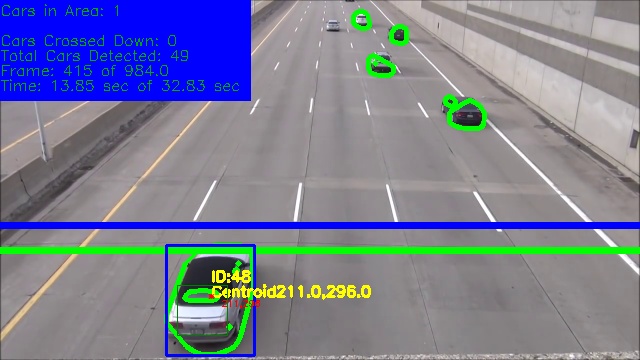 Cars in Area: 1
Cars Crossed Down: 0
Total Cars Detected: 49
Frame: 415 of 984.0
Time: 13.85 sec of 32.83 sec
ID:48
Centroid211.0,296.0